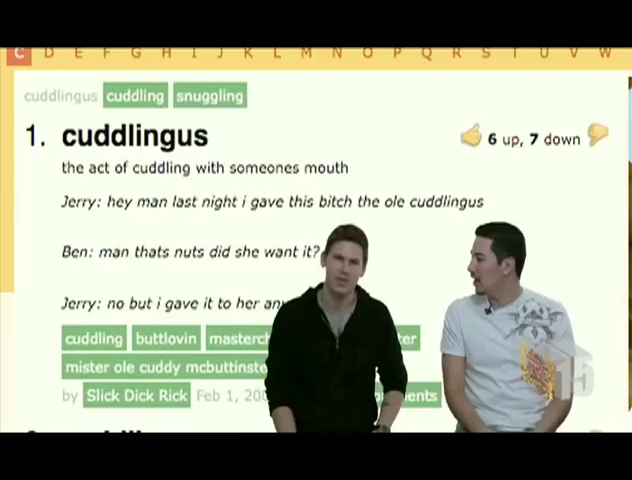 C D E F G H I J K L M N O P Q R S T U V W
cuddlingus cuddling snuggling
1. cuddlingus 6 up, 7 down
the act of cuddling with someones mouth
Jerry: hey man last night i gave this bitch the ole cuddlingus
Ben: man thats nuts did she want it?
Jerry: no but i gave it to her
cuddling buttlovin
mister ole cuddy
by Slick Dick Rick Feb 1,
15